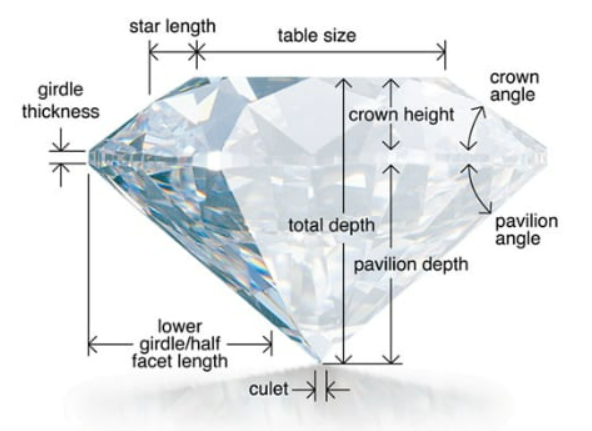 star length
table size
girdle
thickness
crown
angle
crown height
total depth
pavilion
angle
pavilion depth
lower
girdle/half
facet length
culet